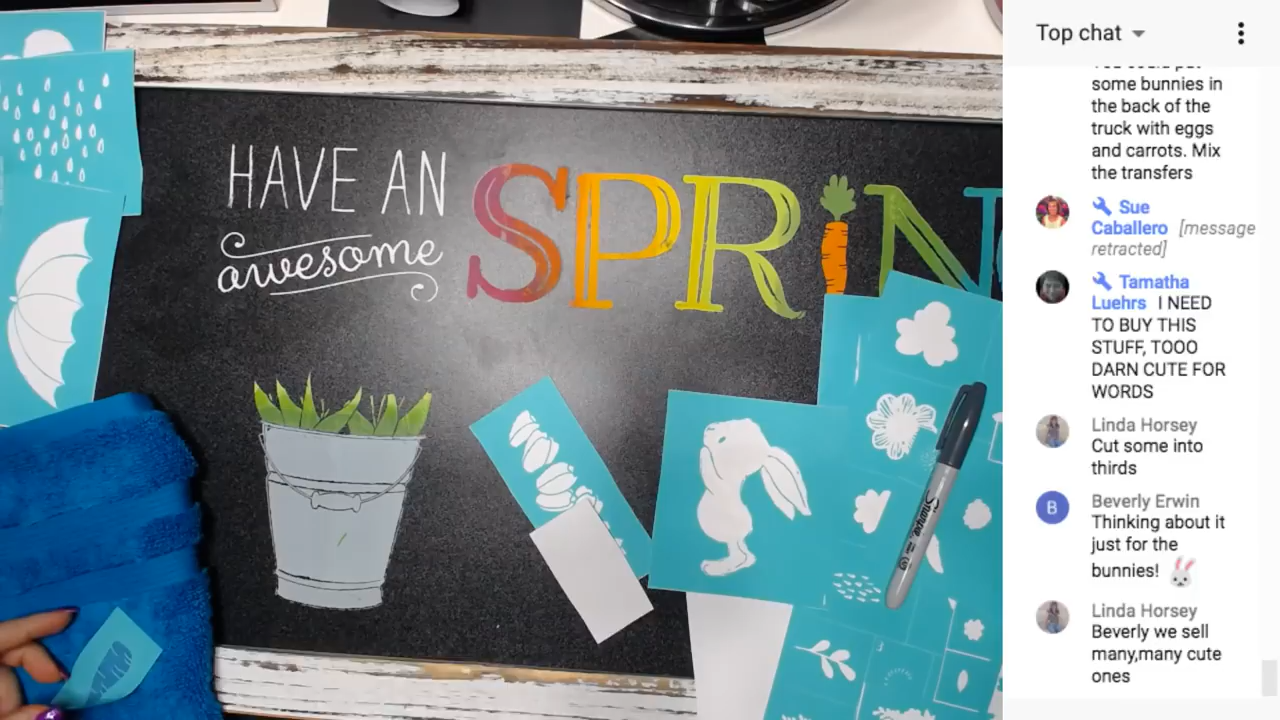 HAVE AN
awesome
SPRIN
Sharpie
Top chat
some bunnies in
the back of the
truck with eggs
and carrots. Mix
the transfers
Sue
Caballero [message
retracted]
Tamatha
Luehrs I NEED
TO BUY THIS
STUFF, TOOO
DARN CUTE FOR
WORDS
Linda Horsey
Cut some into
thirds
B
Beverly Erwin
Thinking about it
just for the
bunnies!
Linda Horsey
Beverly we sell
many,many cute
ones